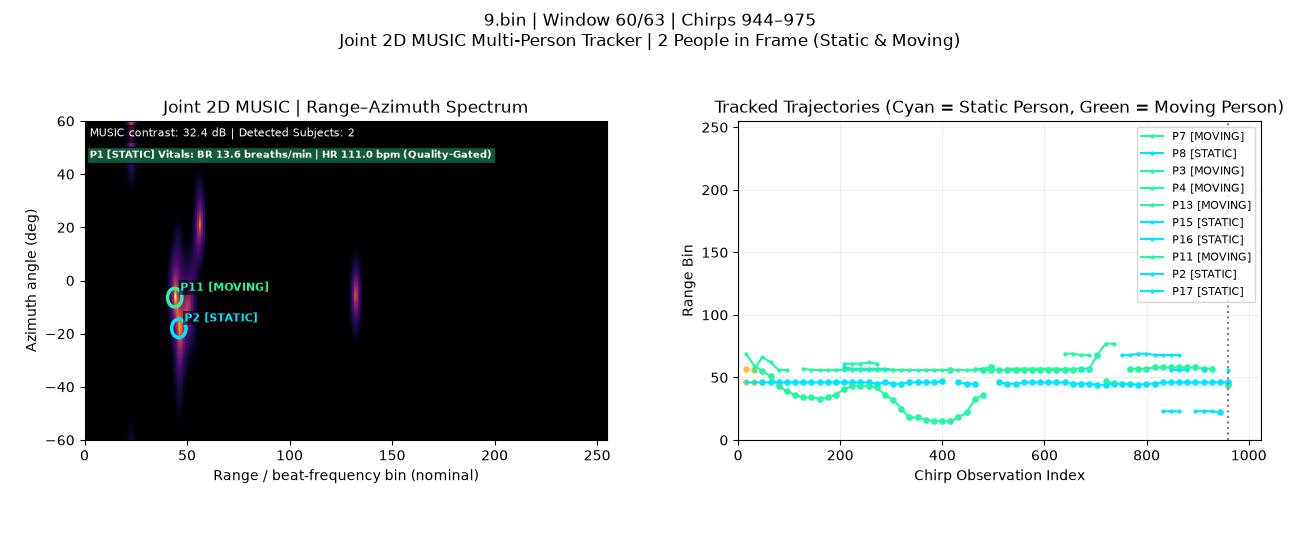 9.bin | Window 60/63 | Chirps 944–975
Joint 2D MUSIC Multi-Person Tracker | 2 People in Frame (Static & Moving)
Joint 2D MUSIC | Range–Azimuth Spectrum
MUSIC contrast: 32.4 dB | Detected Subjects: 2
P1 [STATIC] Vitals: BR 13.6 breaths/min | HR 111.0 bpm (Quality-Gated)
P11 [MOVING]
P2 [STATIC]
60
40
20
0
−20
−40
−60
Azimuth angle (deg)
0
50
100
150
200
250
Range / beat-frequency bin (nominal)
Tracked Trajectories (Cyan = Static Person, Green = Moving Person)
P7 [MOVING]
P8 [STATIC]
P3 [MOVING]
P4 [MOVING]
P13 [MOVING]
P15 [STATIC]
P16 [STATIC]
P11 [MOVING]
P2 [STATIC]
P17 [STATIC]
250
200
150
100
50
0
Range Bin
0
200
400
600
800
1000
Chirp Observation Index